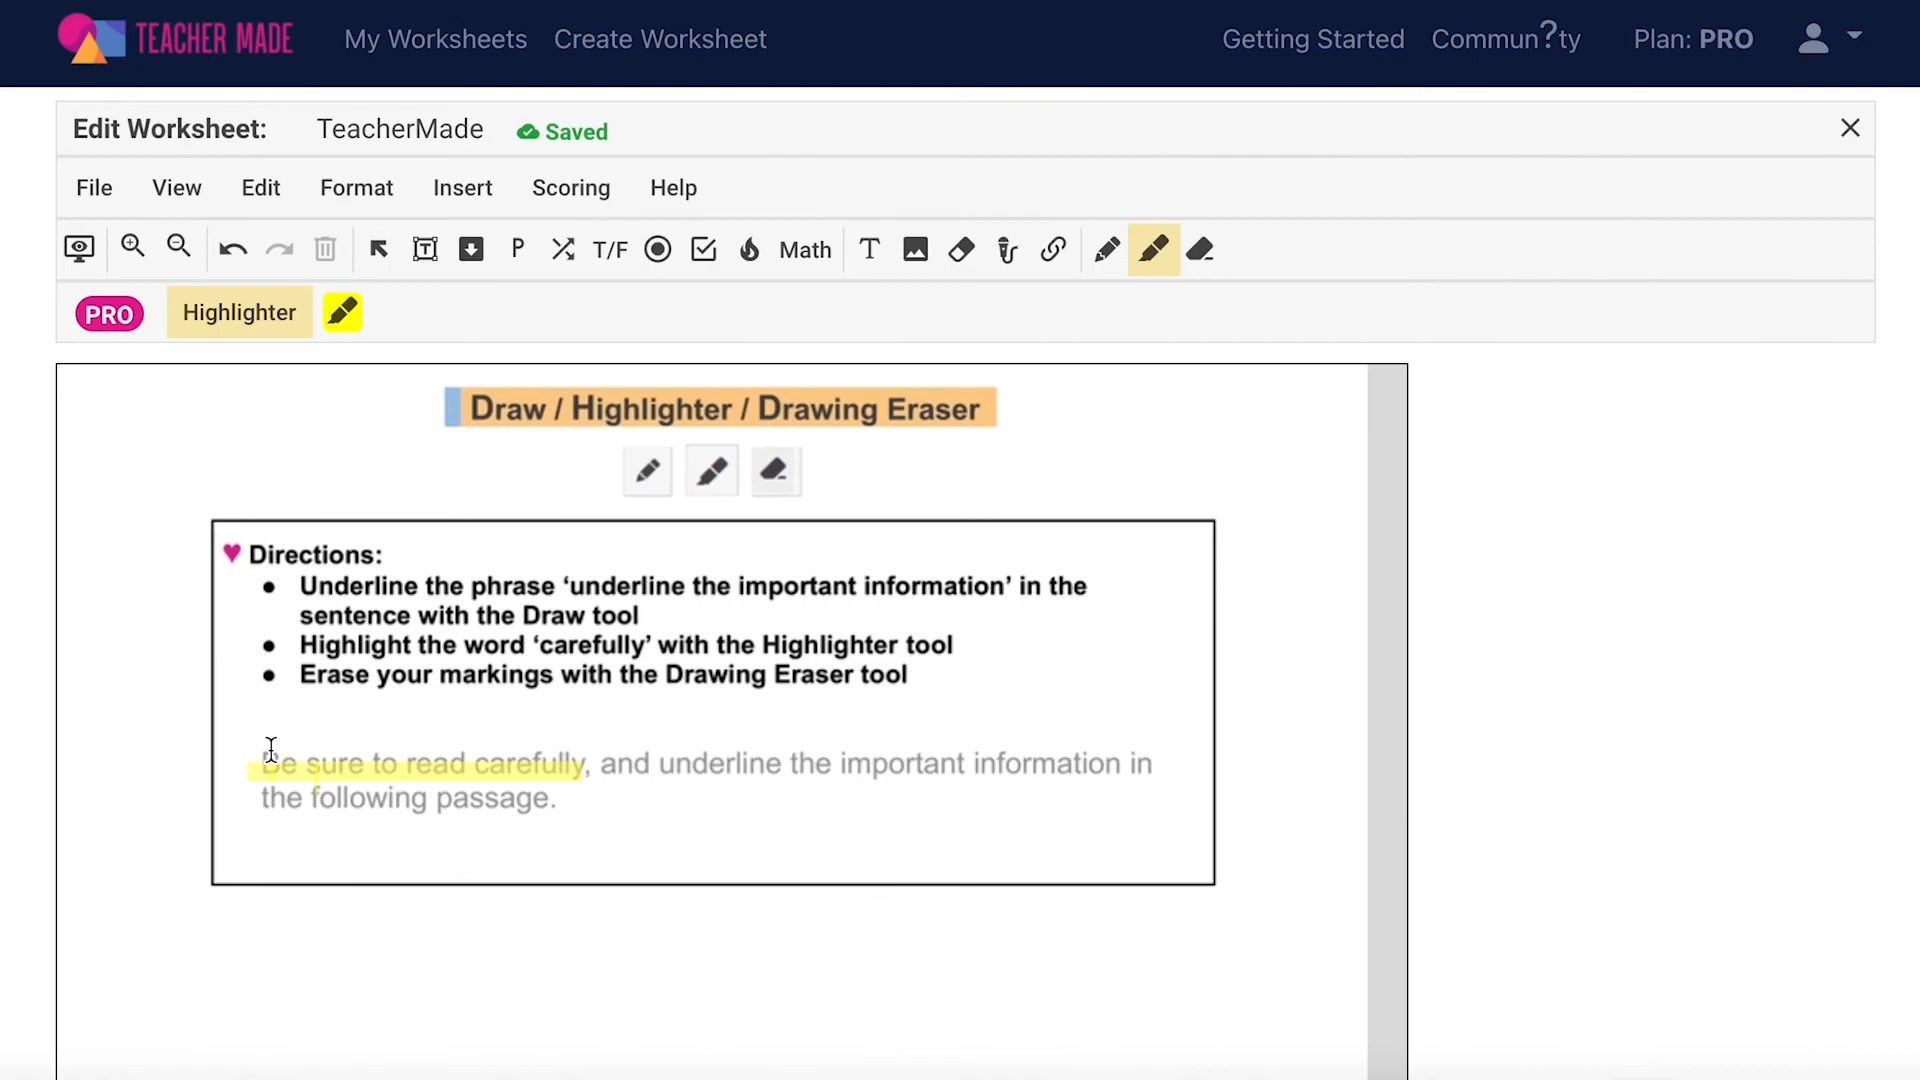 TEACHER MADE My Worksheets Create Worksheet Getting Started Commun?ty Plan: PRO
Edit Worksheet: TeacherMade Saved
File View Edit Format Insert Scoring Help
T P T/F Math T
PRO Highlighter
Draw / Highlighter / Drawing Eraser
♥ Directions:
● Underline the phrase ‘underline the important information’ in the
sentence with the Draw tool
● Highlight the word ‘carefully’ with the Highlighter tool
● Erase your markings with the Drawing Eraser tool
Be sure to read carefully, and underline the important information in
the following passage.